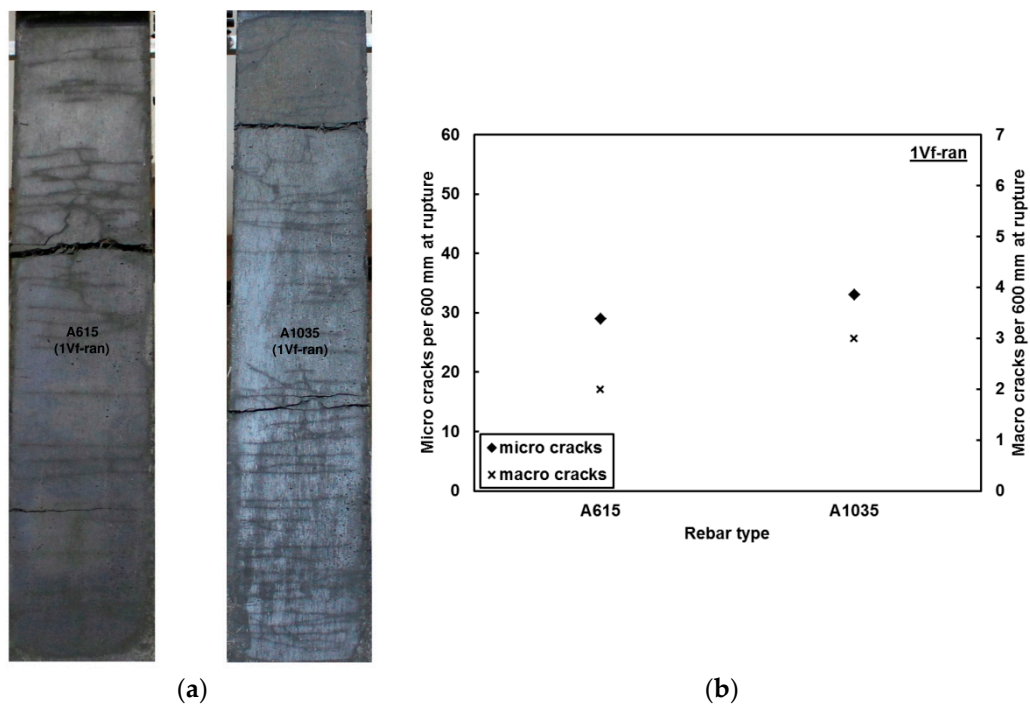 A615
(1Vf-ran)
A1035
(1Vf-ran)
(a)
Micro cracks per 600 mm at rupture
60
50
40
30
20
10
0
1Vf-ran
micro cracks
macro cracks
7
6
5
4
3
2
1
0
Macro cracks per 600 mm at rupture
A615
A1035
Rebar type
(b)